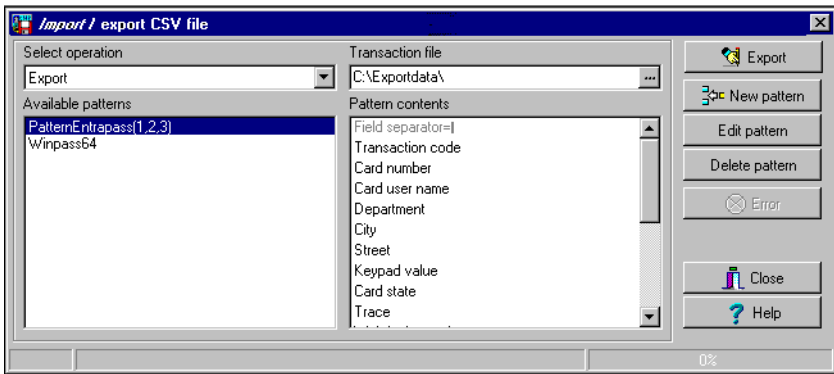 Import / export CSV file
Select operation
Export
Available patterns
PatternEntrapass(1,2,3)
Winpass64
Transaction file
C:\Exportdata\
...
Pattern contents
Field separator=|
Transaction code
Card number
Card user name
Department
City
Street
Keypad value
Card state
Trace
Export
New pattern
Edit pattern
Delete pattern
Error
Close
Help
0%